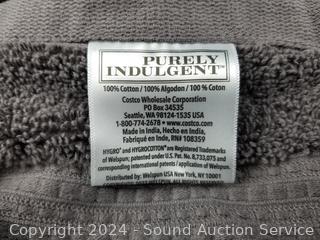 PURELY
INDULGENT™
100% Cotton / 100% Algodon / 100 % Coton
Costco Wholesale Corporation
PO Box 34535
Seattle, WA 98124-1535 USA
1-800-774-2678 • www.costco.com
Made in India, Hecho en India,
Fabriqué en Inde, RN# 108359
HYGRO® and HYGROCOTTON® are Registered Trademarks
of Welspun; patented under U.S. Pat. No. 8,733,075 and
corresponding international patents / application of Welspun.
Distributed by: Welspun USA New York, NY 10001
Copyright 2024 - Sound Auction Service